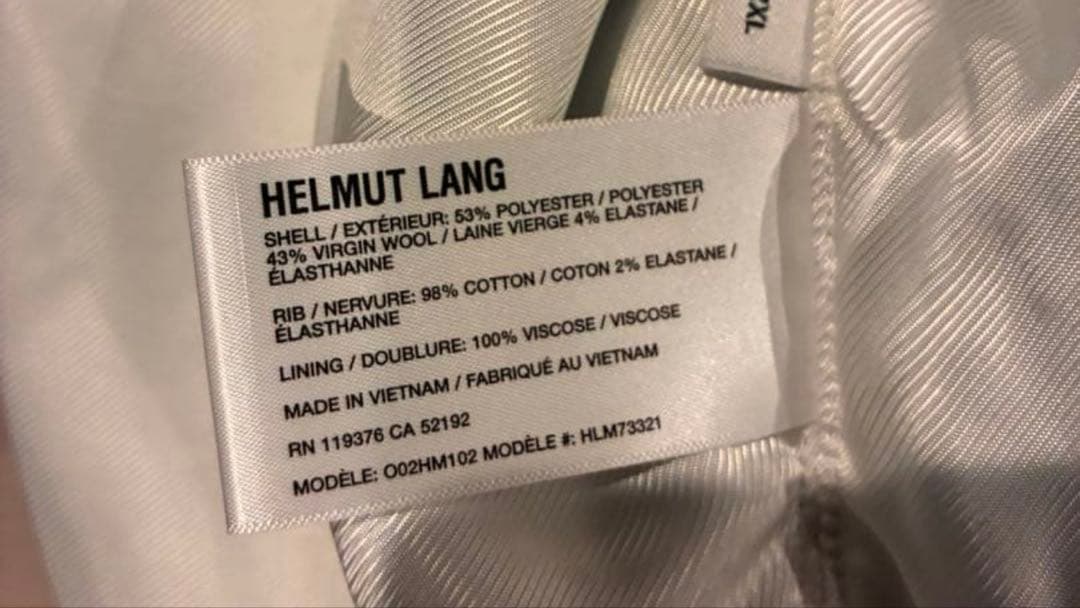 XL
HELMUT LANG
SHELL / EXTÉRIEUR: 53% POLYESTER / POLYESTER
43% VIRGIN WOOL / LAINE VIERGE 4% ELASTANE /
ÉLASTHANNE
RIB / NERVURE: 98% COTTON / COTON 2% ELASTANE /
ÉLASTHANNE
LINING / DOUBLURE: 100% VISCOSE / VISCOSE
MADE IN VIETNAM / FABRIQUÉ AU VIETNAM
RN 119376 CA 52192
MODÈLE: O02HM102 MODÈLE #: HLM73321